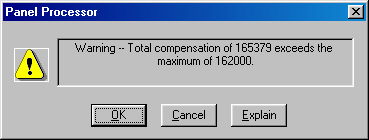 Panel Processor
Warning -- Total compensation of 165379 exceeds the
maximum of 162000.
OK
Cancel
Explain